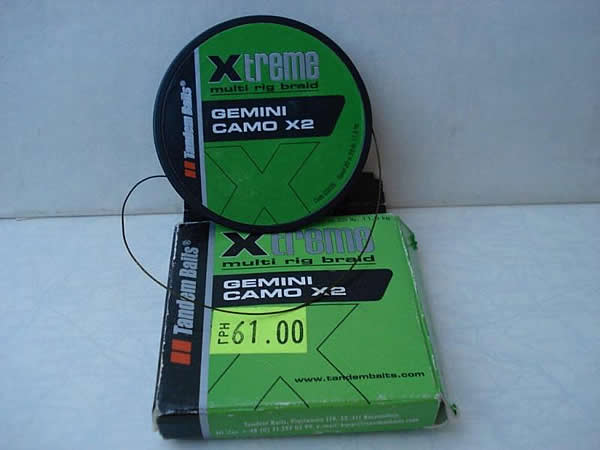 Xtreme
multi rig braid
GEMINI
CAMO X2
Tandem Baits®
Xtreme
multi rig braid
GEMINI
CAMO X2
Tandem Baits®
ГРН 61.00
www.tandembaits.com